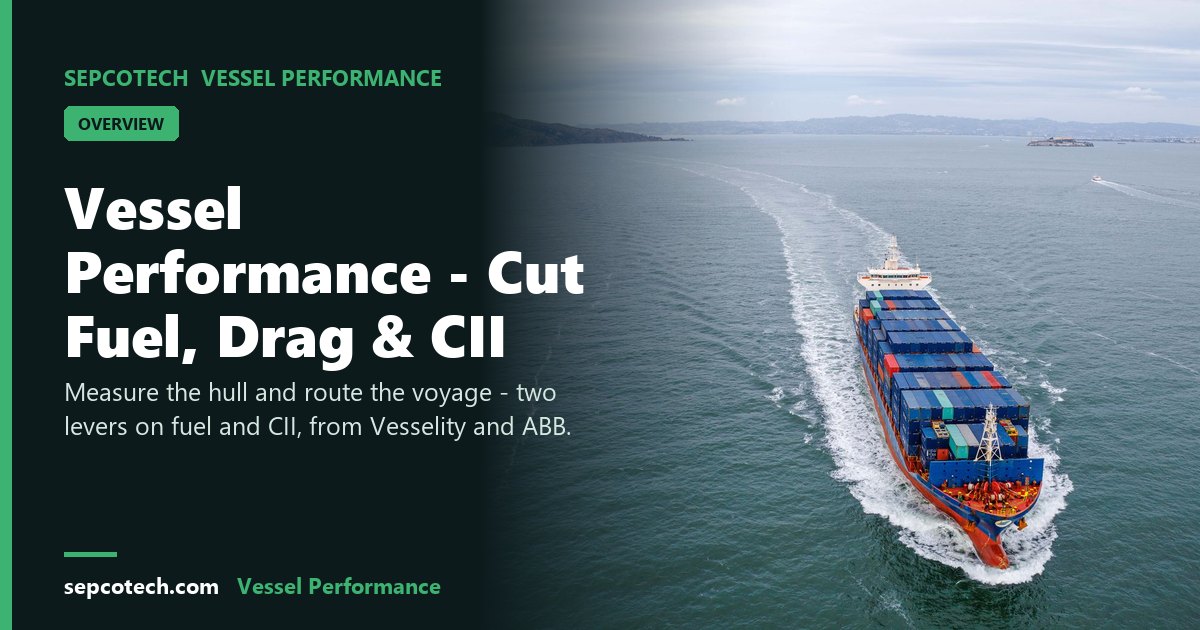 SEPCOTECH VESSEL PERFORMANCE
OVERVIEW
Vessel
Performance - Cut
Fuel, Drag & CII
Measure the hull and route the voyage - two
levers on fuel and CII, from Vesselity and ABB.
sepcotech.com Vessel Performance